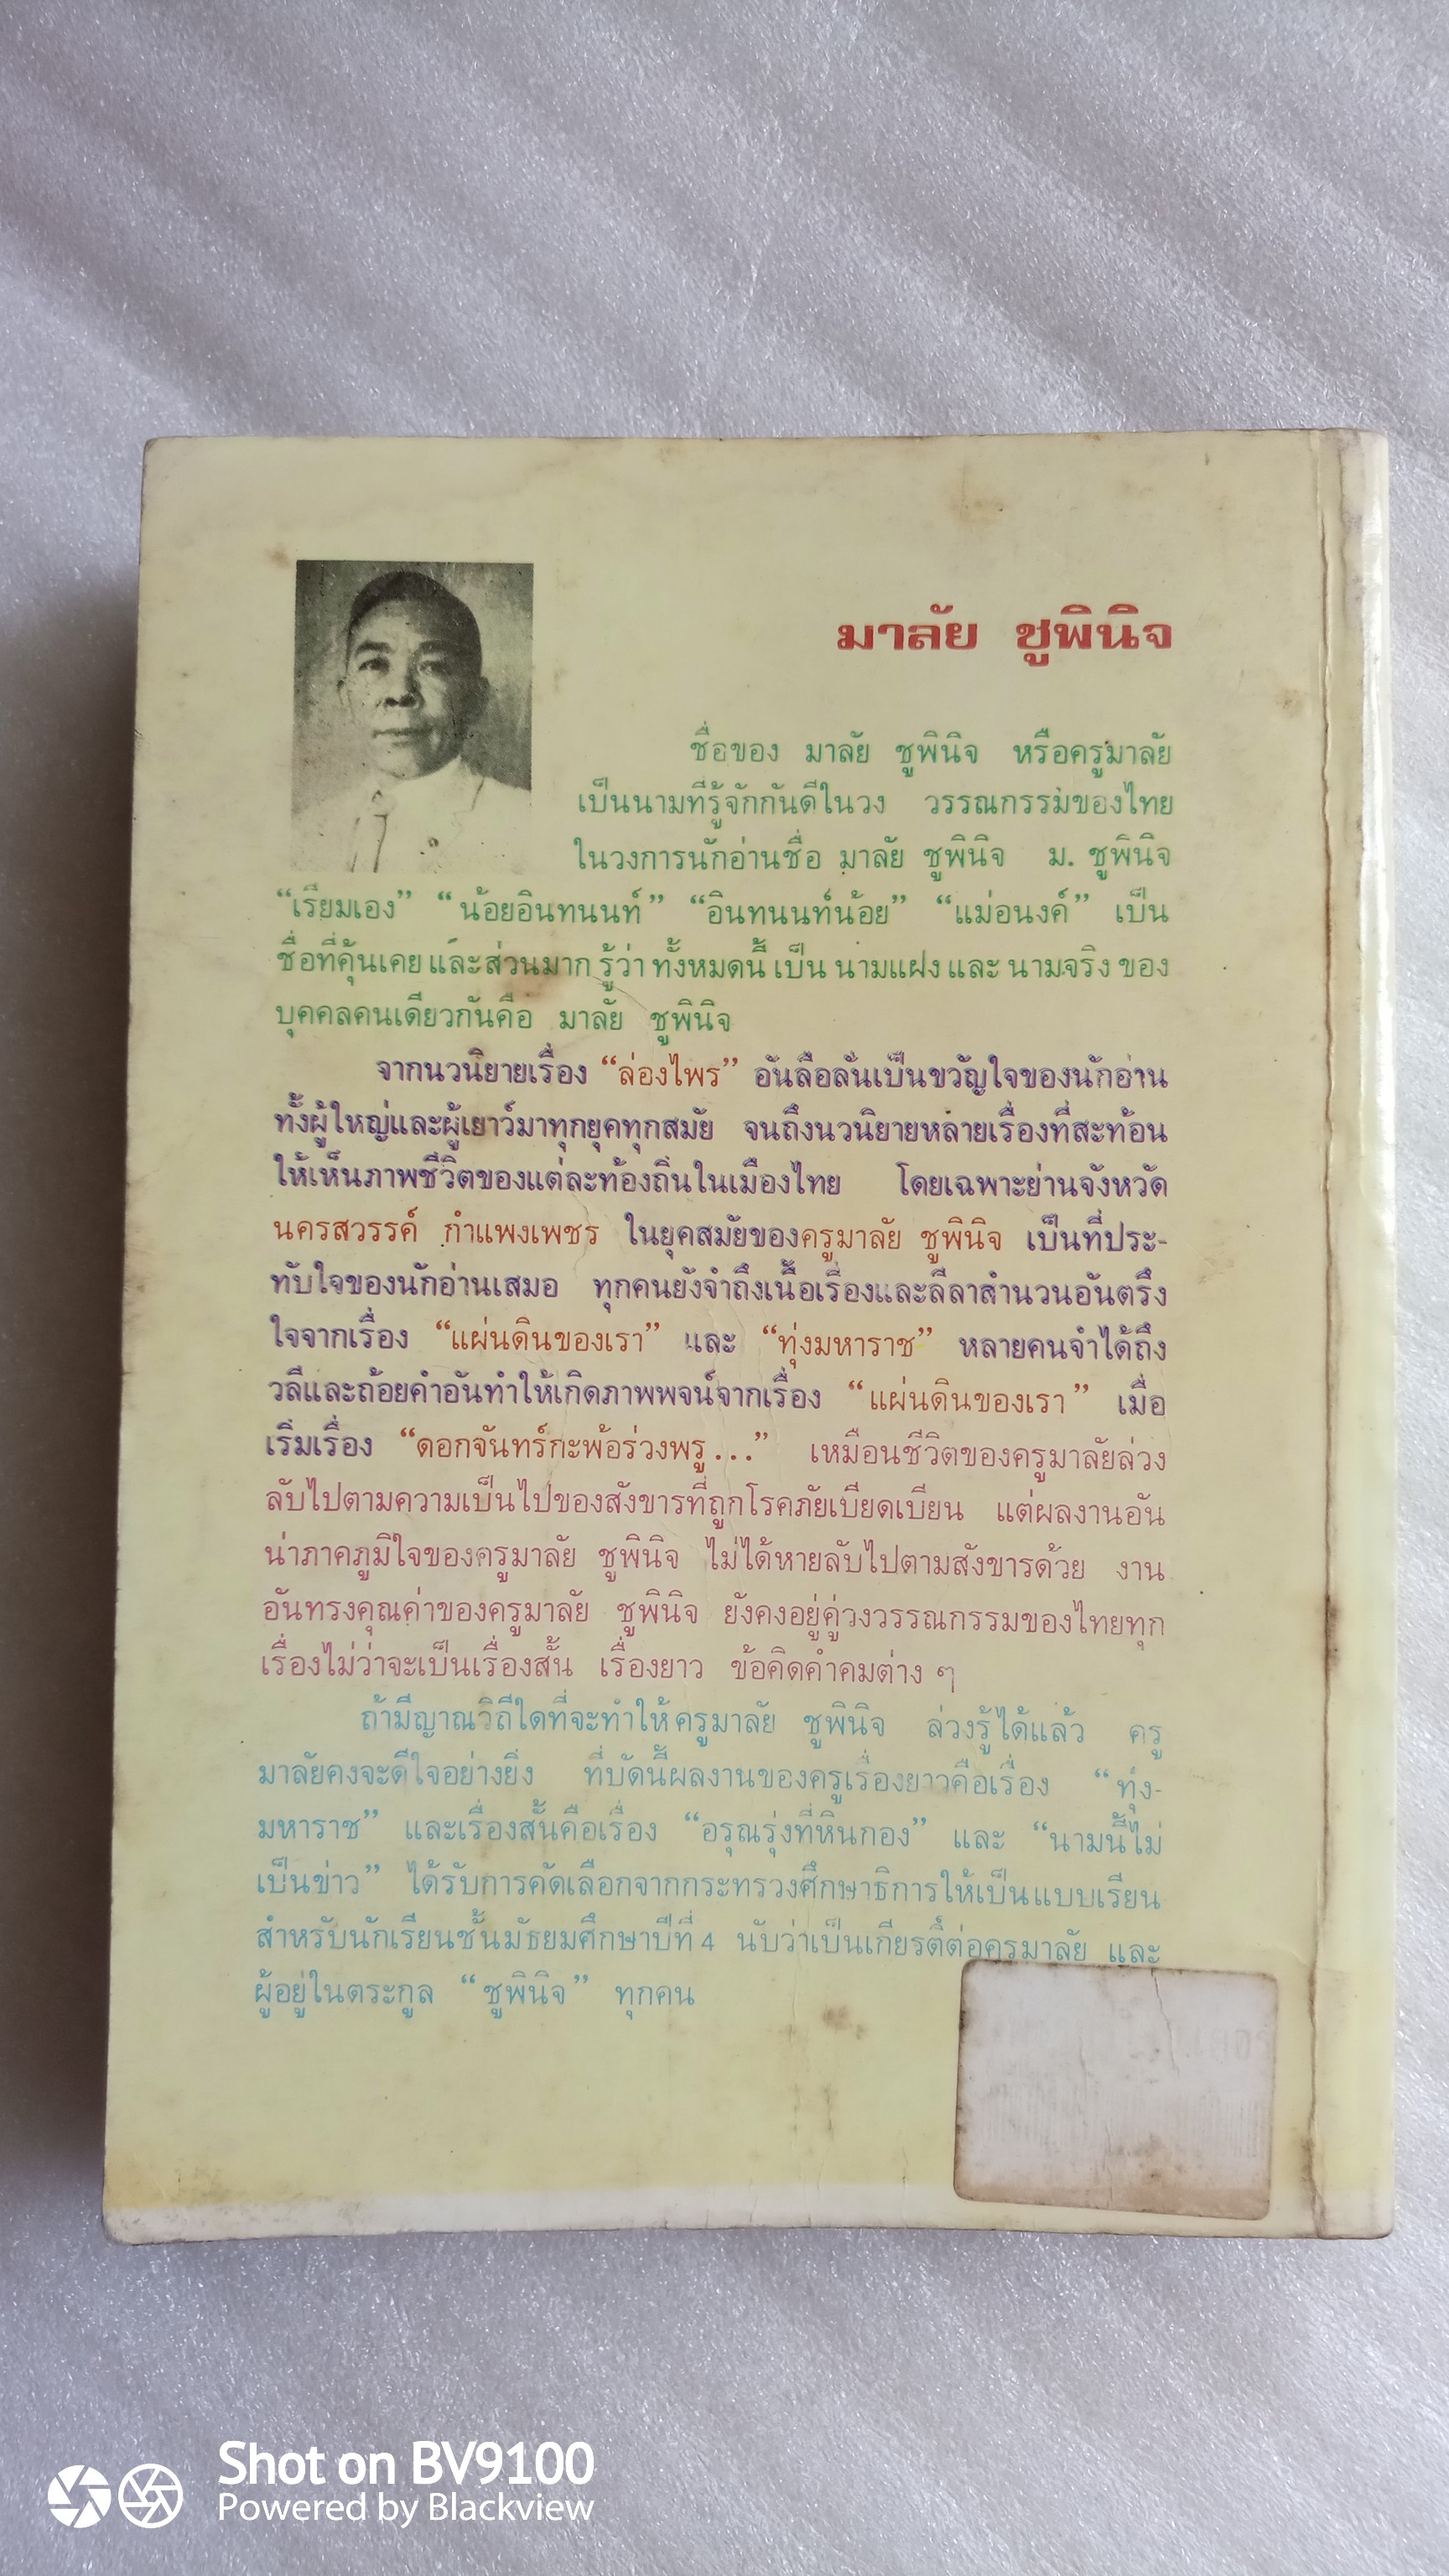 มาลัย ชูพินิจ
ชื่อของ มาลัย ชูพินิจ หรือครูมาลัย
เป็นนามที่รู้จักกันดีในวง วรรณกรรมของไทย
ในวงการนักอ่านชื่อ มาลัย ชูพินิจ ม. ชูพินิจ
“เรียมเอง” “น้อยอินทนนท์” “อินทนนท์น้อย” “แม่อนงค์” เป็น
ชื่อที่คุ้นเคย และส่วนมาก รู้ว่า ทั้งหมดนี้ เป็น นามแฝง และ นามจริง ของ
บุคคลคนเดียวกันคือ มาลัย ชูพินิจ
จากนวนิยายเรื่อง “ล่องไพร” อันลือลั่นเป็นขวัญใจของนักอ่าน
ทั้งผู้ใหญ่และผู้เยาว์มาทุกยุคทุกสมัย จนถึงนวนิยายหลายเรื่องที่สะท้อน
ให้เห็นภาพชีวิตของแต่ละท้องถิ่นในเมืองไทย โดยเฉพาะย่านจังหวัด
นครสวรรค์ กำแพงเพชร ในยุคสมัยของครูมาลัย ชูพินิจ เป็นที่ประ-
ทับใจของนักอ่านเสมอ ทุกคนยังจำถึงเนื้อเรื่องและลีลาสำนวนอันตรึง
ใจจากเรื่อง “แผ่นดินของเรา” และ “ทุ่งมหาราช” หลายคนจำได้ถึง
วลีและถ้อยคำอันทำให้เกิดภาพพจน์จากเรื่อง “แผ่นดินของเรา” เมื่อ
เริ่มเรื่อง “ดอกจันทร์กะพ้อร่วงพรู...” เหมือนชีวิตของครูมาลัยล่วง
ลับไปตามความเป็นไปของสังขารที่ถูกโรคภัยเบียดเบียน แต่ผลงานอัน
น่าภาคภูมิใจของครูมาลัย ชูพินิจ ไม่ได้หายลับไปตามสังขารด้วย งาน
อันทรงคุณค่าของครูมาลัย ชูพินิจ ยังคงอยู่คู่วงวรรณกรรมของไทยทุก
เรื่องไม่ว่าจะเป็นเรื่องสั้น เรื่องยาว ข้อคิดคำคมต่าง ๆ
ถ้ามีญาณวิถีใดที่จะทำให้ครูมาลัย ชูพินิจ ล่วงรู้ได้แล้ว ครู
มาลัยคงจะดีใจอย่างยิ่ง ที่บัดนี้ผลงานของครูเรื่องยาวคือเรื่อง “ทุ่ง-
มหาราช” และเรื่องสั้นคือเรื่อง “อรุณรุ่งที่หินกอง” และ “นามนี้ไม่
เป็นข่าว” ได้รับการคัดเลือกจากกระทรวงศึกษาธิการให้เป็นแบบเรียน
สำหรับนักเรียนชั้นมัธยมศึกษาปีที่ 4 นับว่าเป็นเกียรติ์ต่อครูมาลัย และ
ผู้อยู่ในตระกูล “ชูพินิจ” ทุกคน
Shot on BV9100
Powered by Blackview